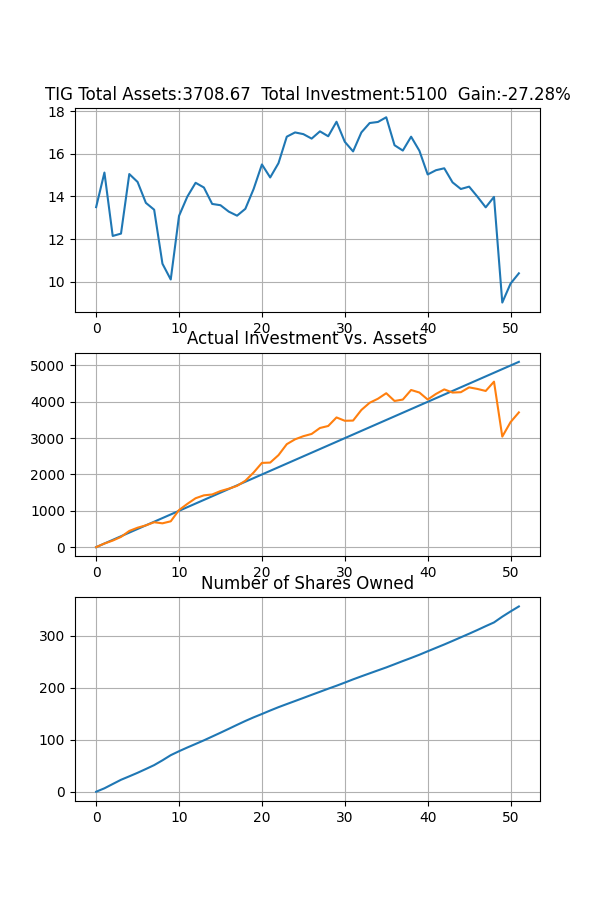 TIG Total Assets:3708.67  Total Investment:5100  Gain:-27.28%
18
16
14
12
10
0 10 20 30 40 50
Actual Investment vs. Assets
5000
4000
3000
2000
1000
0
0 10 20 30 40 50
Number of Shares Owned
300
200
100
0
0 10 20 30 40 50